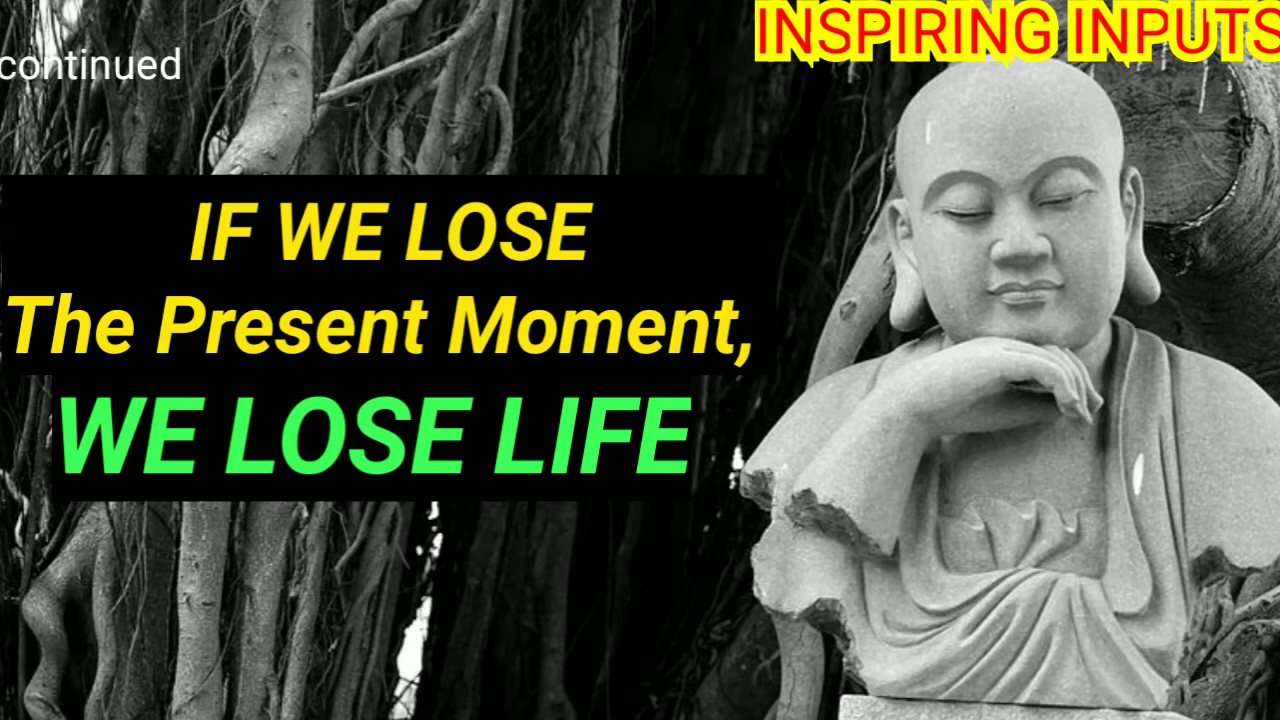 INSPIRING INPUTS
continued
IF WE LOSE
The Present Moment,
WE LOSE LIFE